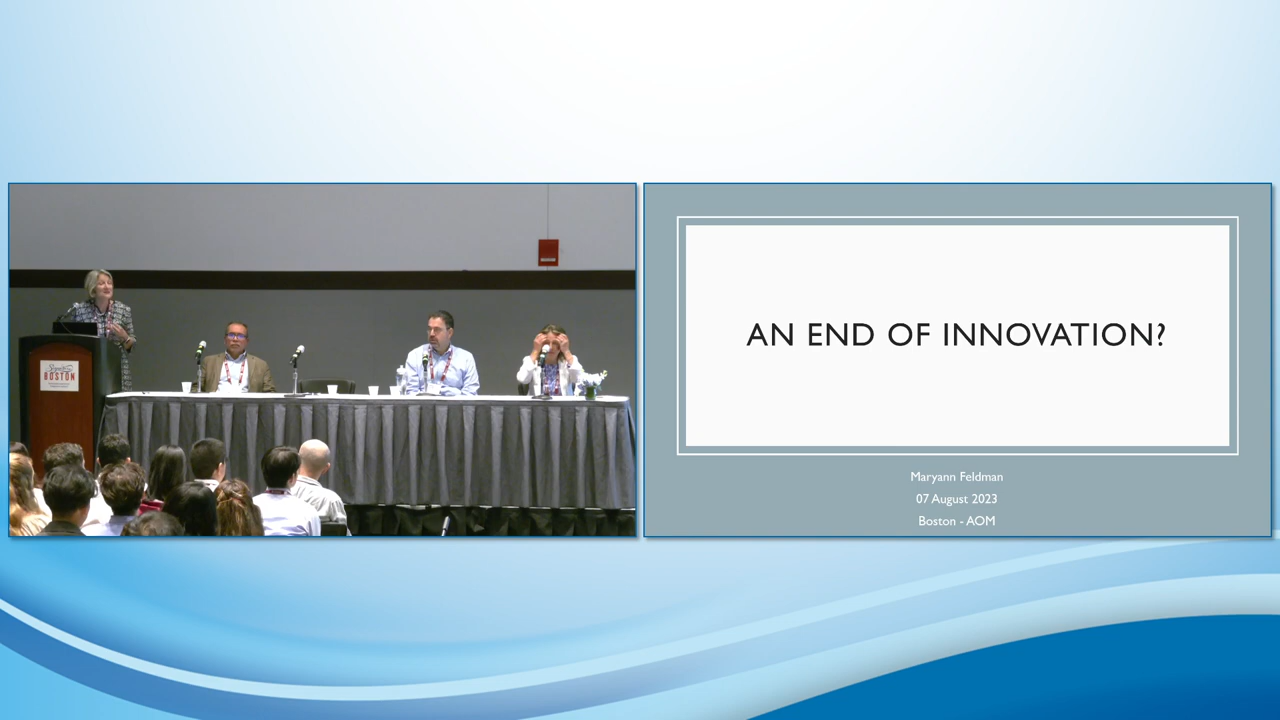 BOSTON
AN END OF INNOVATION?
Maryann Feldman
07 August 2023
Boston - AOM